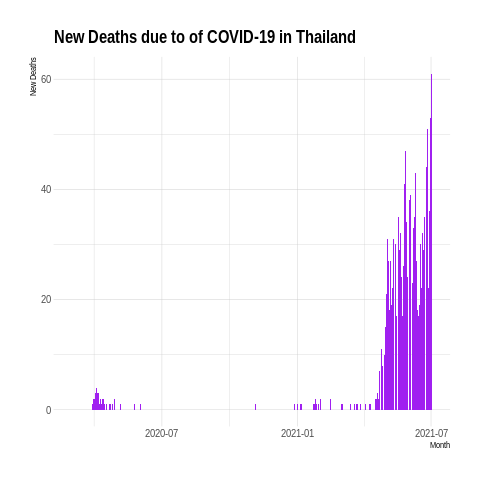 New Deaths due to of COVID-19 in Thailand
New Deaths
60
40
20
0
2020-07
2021-01
2021-07
Month